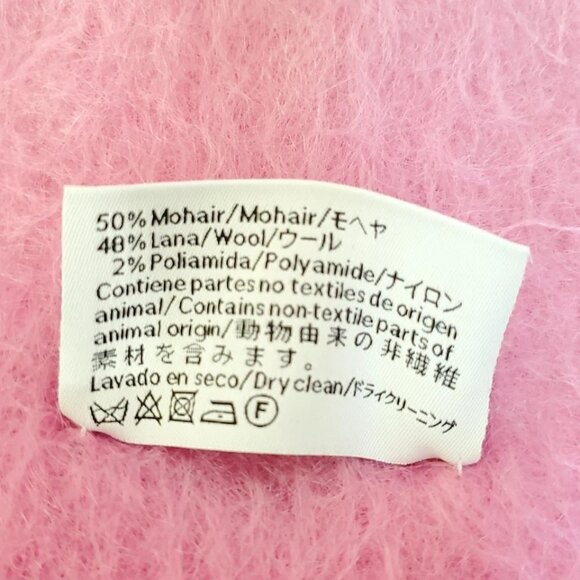 50% Mohair/Mohair/モヘヤ
48% Lana/Wool/ウール
2% Poliamida/Polyamide/ナイロン
Contiene partes no textiles de origen
animal/Contains non-textile parts of
animal origin/動物由来の非繊維
素材を含みます。
Lavado en seco/Dry clean/ドライクリーニング
F